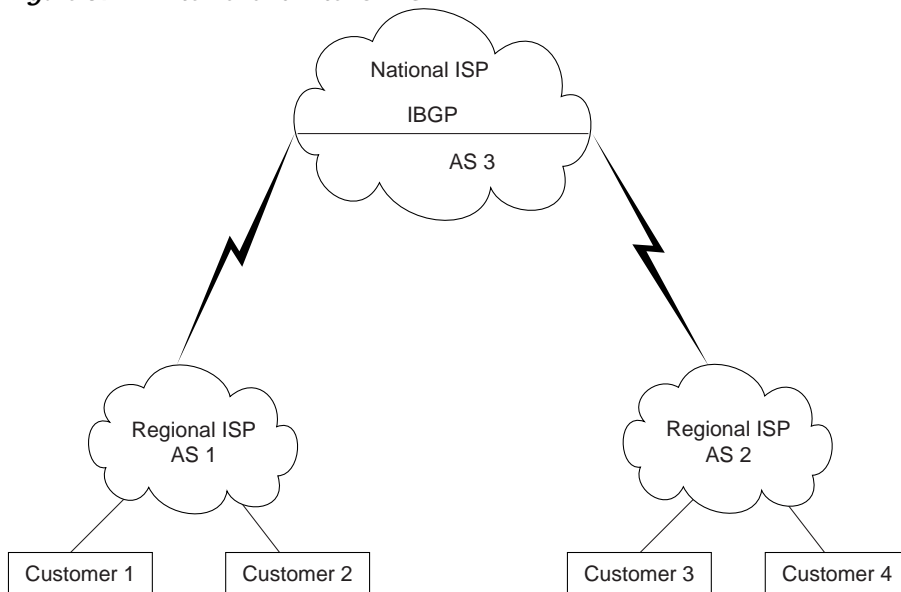 National ISP
IBGP
AS 3
Regional ISP
AS 1
Regional ISP
AS 2
Customer 1
Customer 2
Customer 3
Customer 4